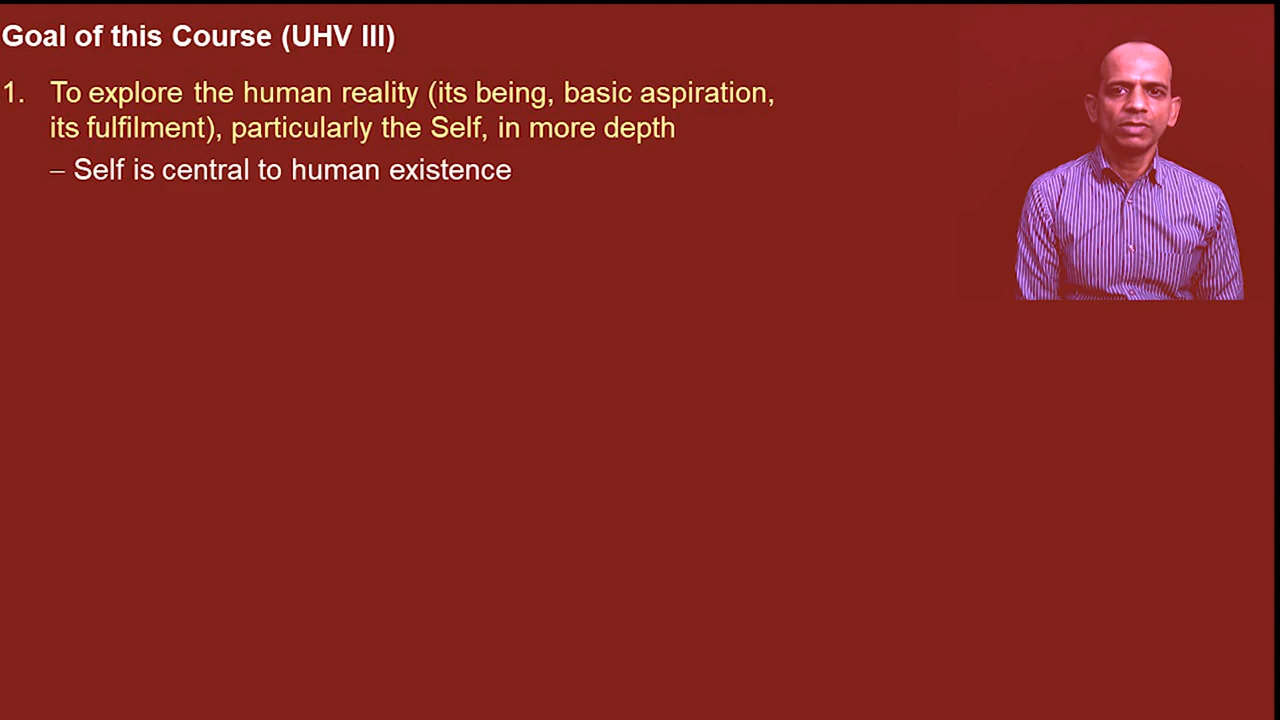 Goal of this Course (UHV III)
1. To explore the human reality (its being, basic aspiration,
its fulfilment), particularly the Self, in more depth
– Self is central to human existence